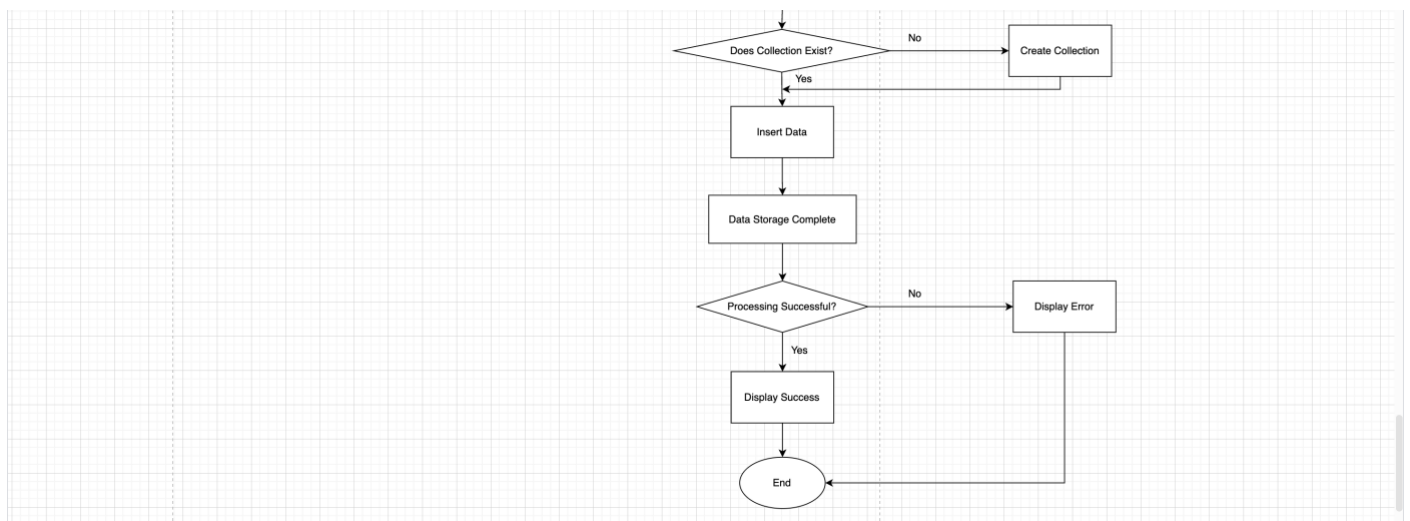 Does Collection Exist?
No
Create Collection
Yes
Insert Data
Data Storage Complete
Processing Successful?
No
Display Error
Yes
Display Success
End